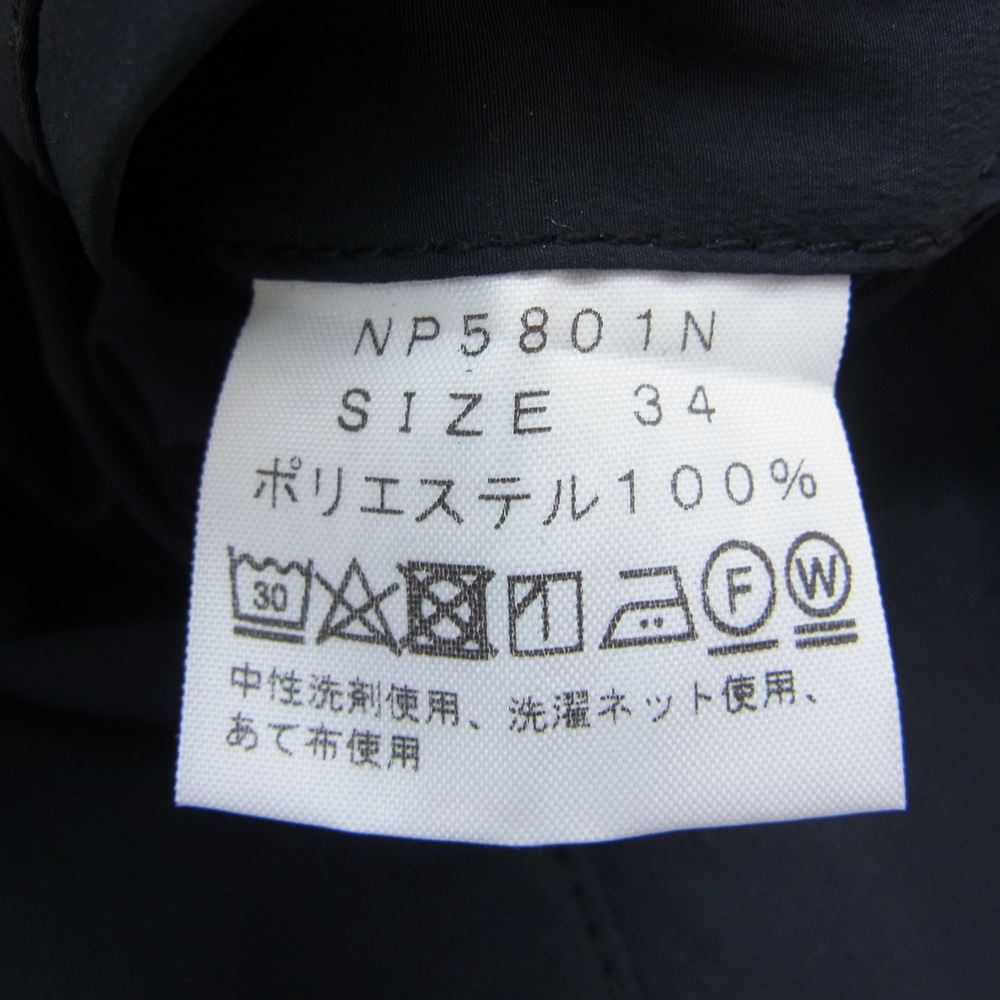 NP5801N
SIZE 34
ポリエステル100%
30 F W
中性洗剤使用、洗濯ネット使用、
あて布使用